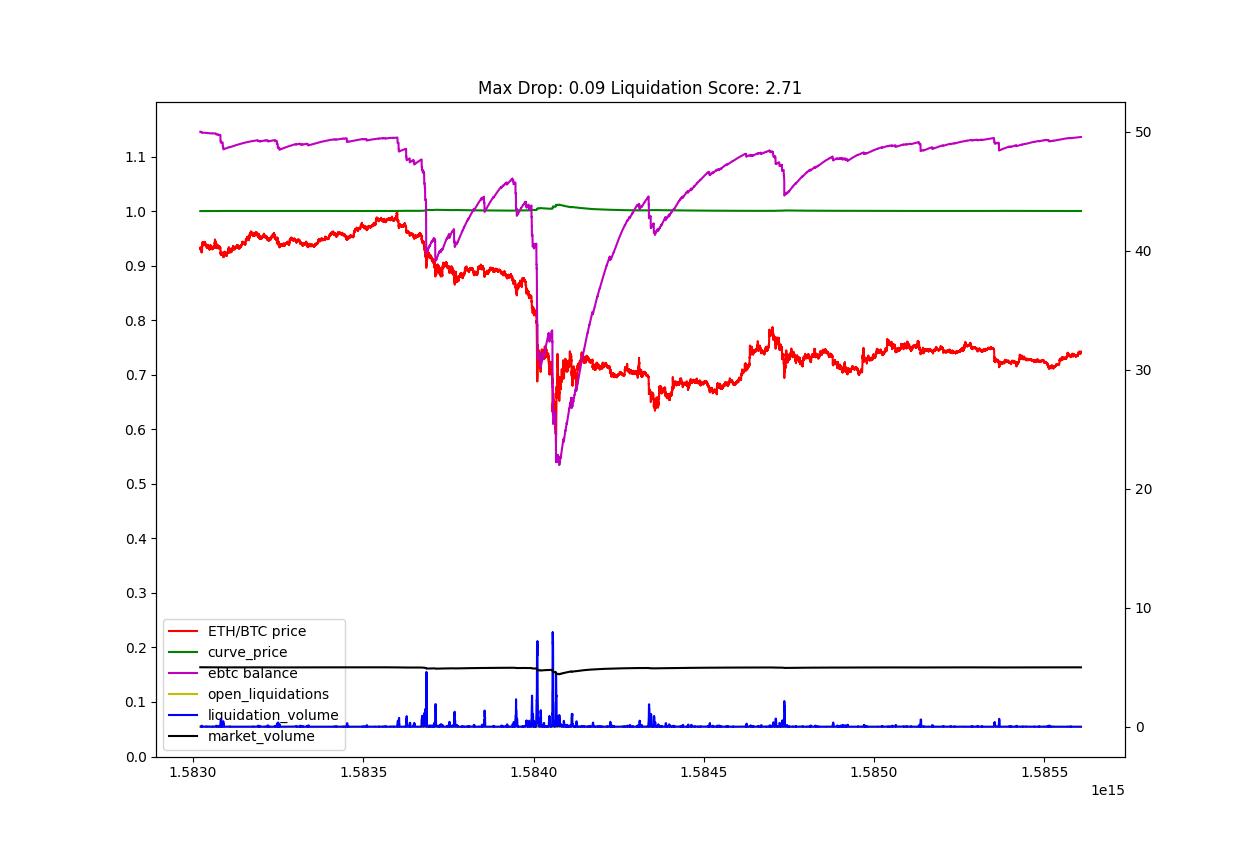 Max Drop: 0.09 Liquidation Score: 2.71
1.1
1.0
0.9
0.8
0.7
0.6
0.5
0.4
0.3
0.2
0.1
0.0
50
40
30
20
10
0
ETH/BTC price
curve_price
ebtc balance
open_liquidations
liquidation_volume
market_volume
1.5830 1.5835 1.5840 1.5845 1.5850 1.5855
1e15